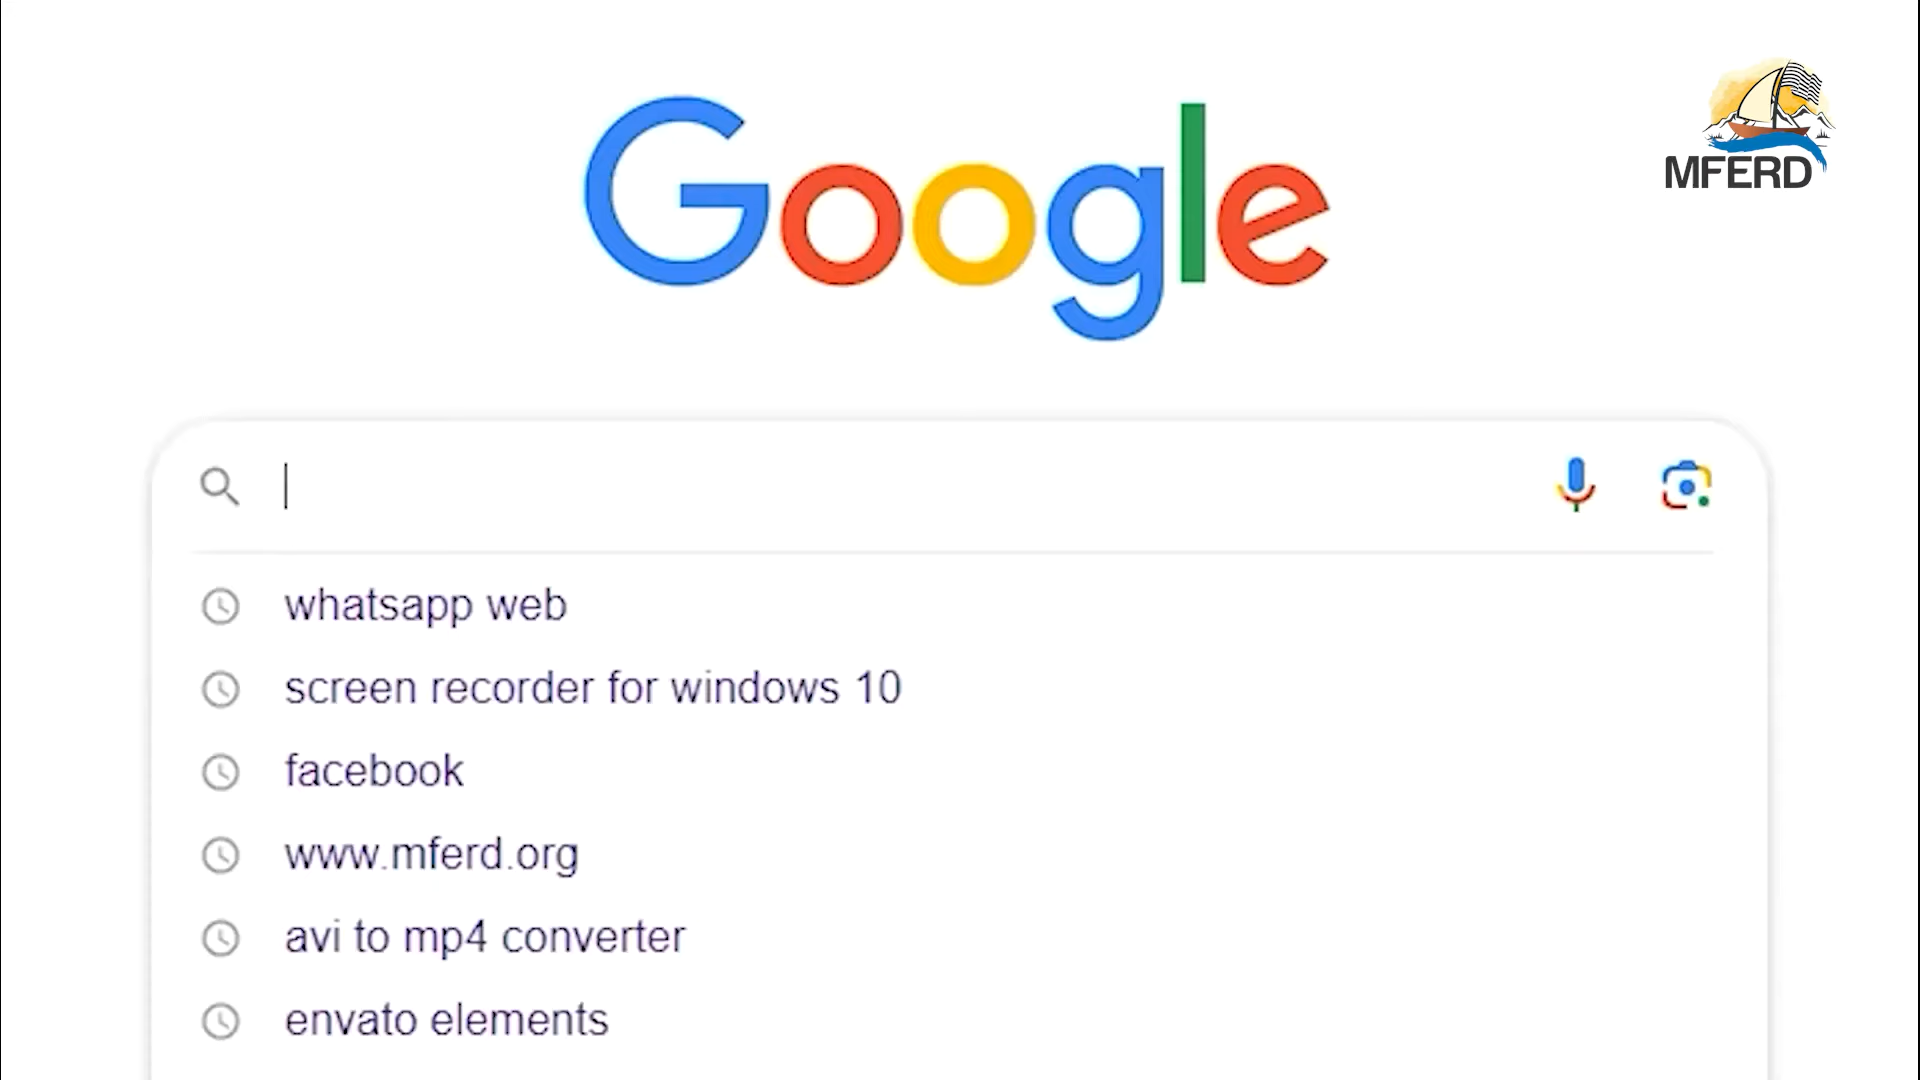 Google
MFERD
whatsapp web
screen recorder for windows 10
facebook
www.mferd.org
avi to mp4 converter
envato elements